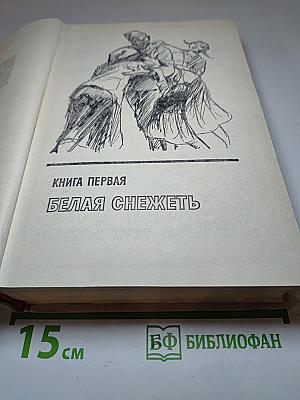 КНИГА ПЕРВАЯ
БЕЛАЯ СНЕЖЕТЬ
15 см
БФ БИБЛИОФАН